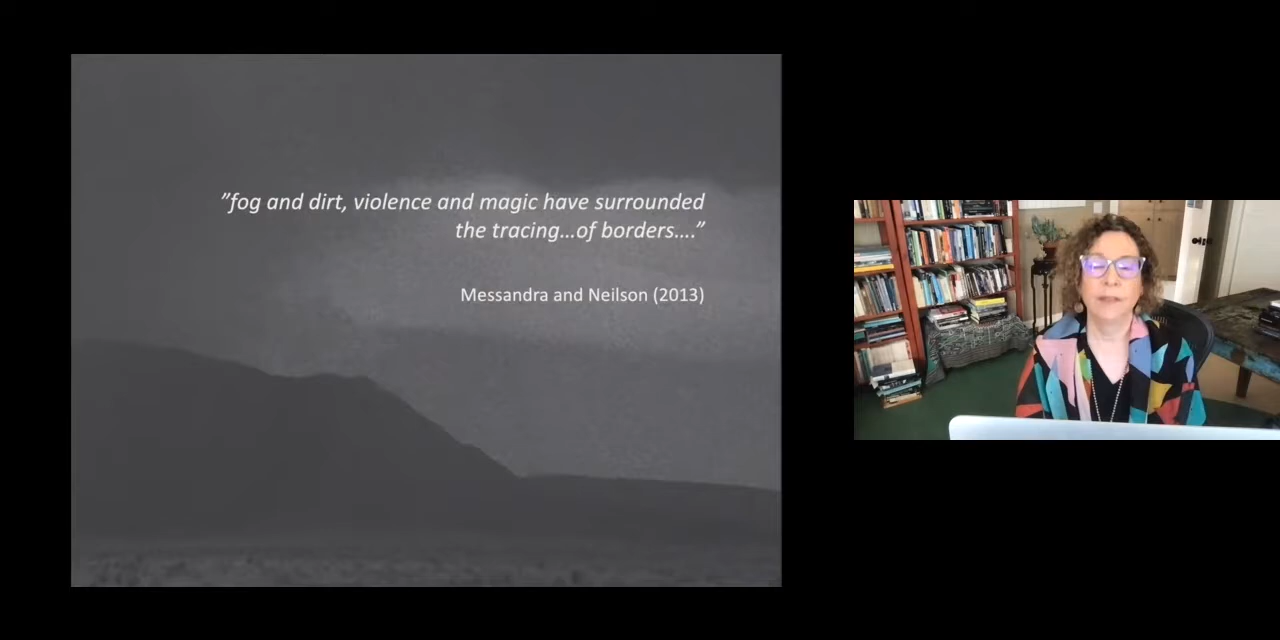 ”fog and dirt, violence and magic have surrounded
the tracing...of borders....”
Messandra and Neilson (2013)